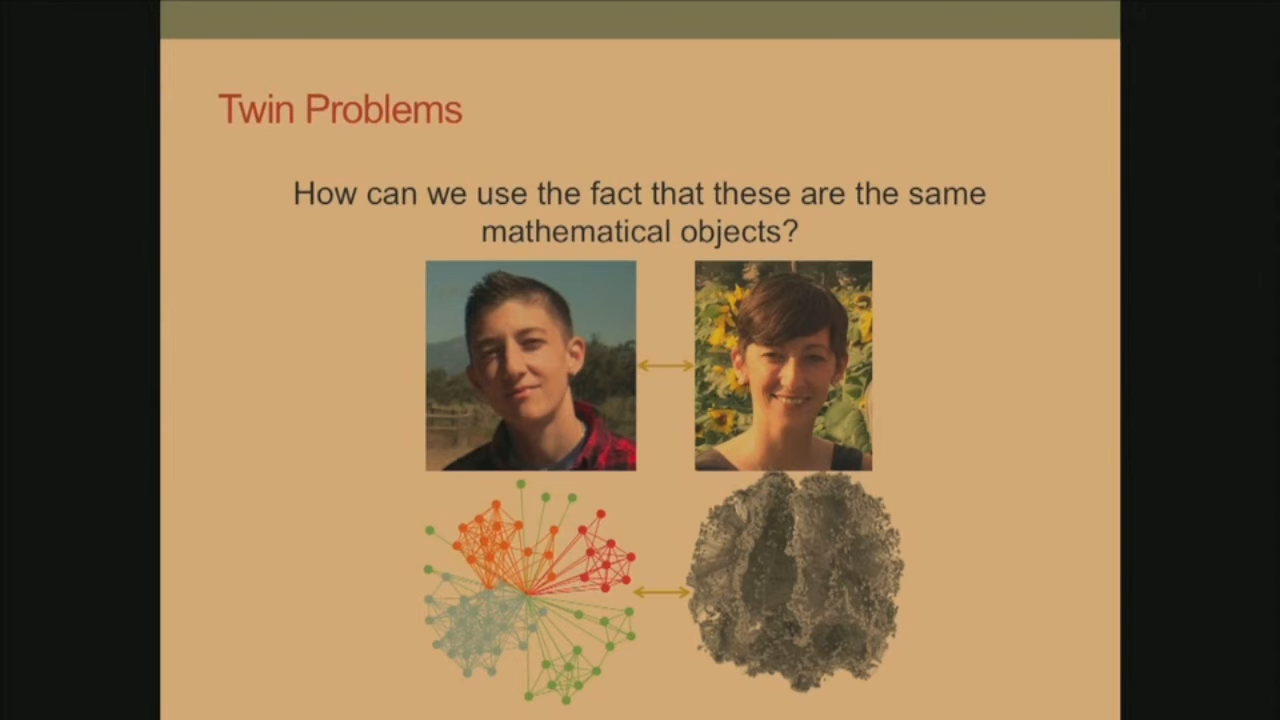 Twin Problems
How can we use the fact that these are the same
mathematical objects?